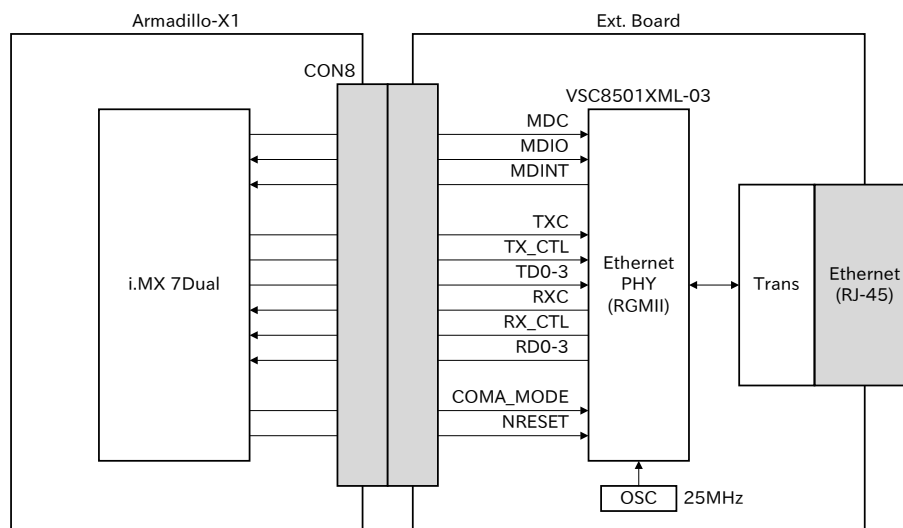 Armadillo-X1
Ext. Board
CON8
VSC8501XML-03
MDC
MDIO
MDINT
TXC
TX_CTL
TD0-3
RXC
RX_CTL
RD0-3
COMA_MODE
NRESET
i.MX 7Dual
Ethernet
PHY
(RGMII)
Trans
Ethernet
(RJ-45)
OSC
25MHz